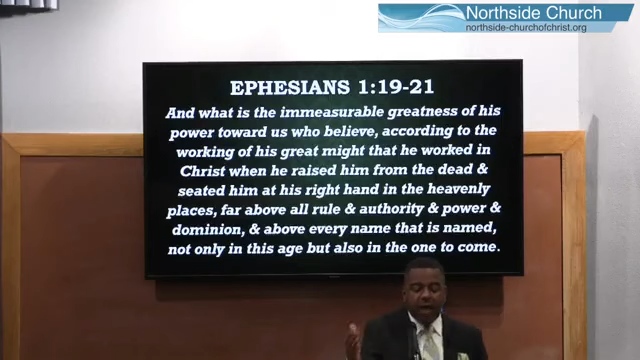 Northside Church
northside-churchofchrist.org
EPHESIANS 1:19-21
And what is the immeasurable greatness of his
power toward us who believe, according to the
working of his great might that he worked in
Christ when he raised him from the dead &
seated him at his right hand in the heavenly
places, far above all rule & authority & power &
dominion, & above every name that is named,
not only in this age but also in the one to come.